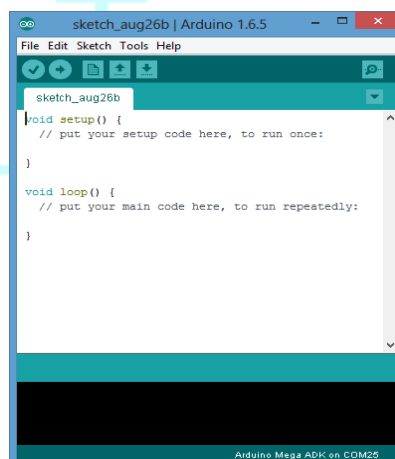 sketch_aug26b | Arduino 1.6.5
File Edit Sketch Tools Help
sketch_aug26b
void setup() {
  // put your setup code here, to run once:
}
void loop() {
  // put your main code here, to run repeatedly:
}
Arduino Mega ADK on COM25